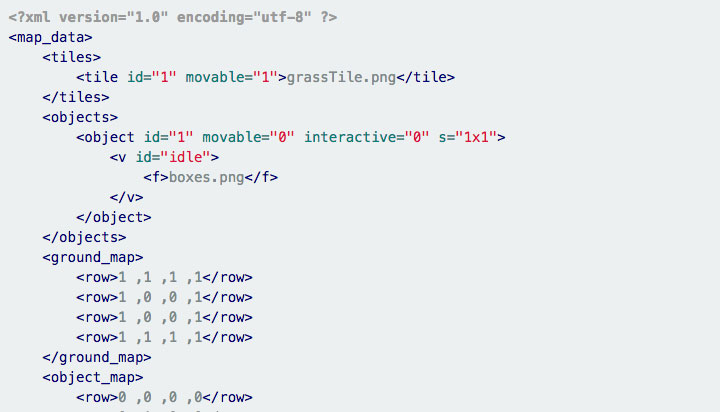 <?xml version="1.0" encoding="utf-8" ?>
<map_data>
    <tiles>
        <tile id="1" movable="1">grassTile.png</tile>
    </tiles>
    <objects>
        <object id="1" movable="0" interactive="0" s="1x1">
            <v id="idle">
                <f>boxes.png</f>
            </v>
        </object>
    </objects>
    <ground_map>
        <row>1 ,1 ,1 ,1</row>
        <row>1 ,0 ,0 ,1</row>
        <row>1 ,0 ,0 ,1</row>
        <row>1 ,1 ,1 ,1</row>
    </ground_map>
    <object_map>
        <row>0 ,0 ,0 ,0</row>